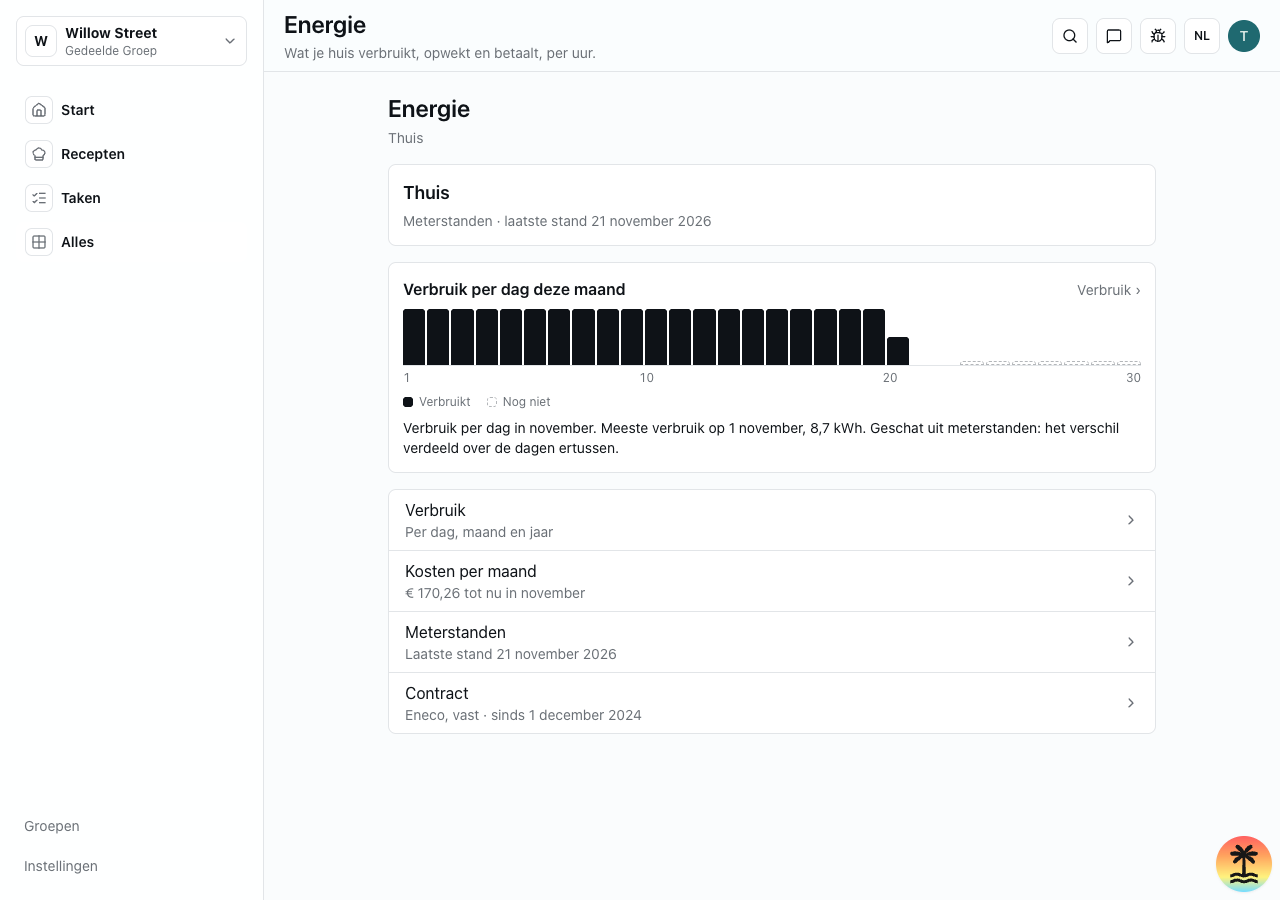 W
Willow Street
Gedeelde Groep
Start
Recepten
Taken
Alles
Groepen
Instellingen
Energie
Wat je huis verbruikt, opwekt en betaalt, per uur.
NL
T
Energie
Thuis
Thuis
Meterstanden · laatste stand 21 november 2026
Verbruik per dag deze maand
Verbruik ›
1 10 20 30
Verbruikt Nog niet
Verbruik per dag in november. Meeste verbruik op 1 november, 8,7 kWh. Geschat uit meterstanden: het verschil
verdeeld over de dagen ertussen.
Verbruik
Per dag, maand en jaar
Kosten per maand
€ 170,26 tot nu in november
Meterstanden
Laatste stand 21 november 2026
Contract
Eneco, vast · sinds 1 december 2024